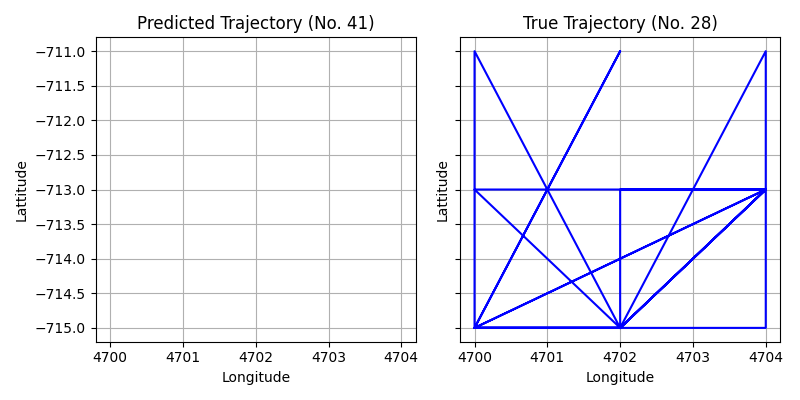 Predicted Trajectory (No. 41)
True Trajectory (No. 28)
Lattitude
−711.0
−711.5
−712.0
−712.5
−713.0
−713.5
−714.0
−714.5
−715.0
4700 4701 4702 4703 4704
Longitude
Lattitude
4700 4701 4702 4703 4704
Longitude